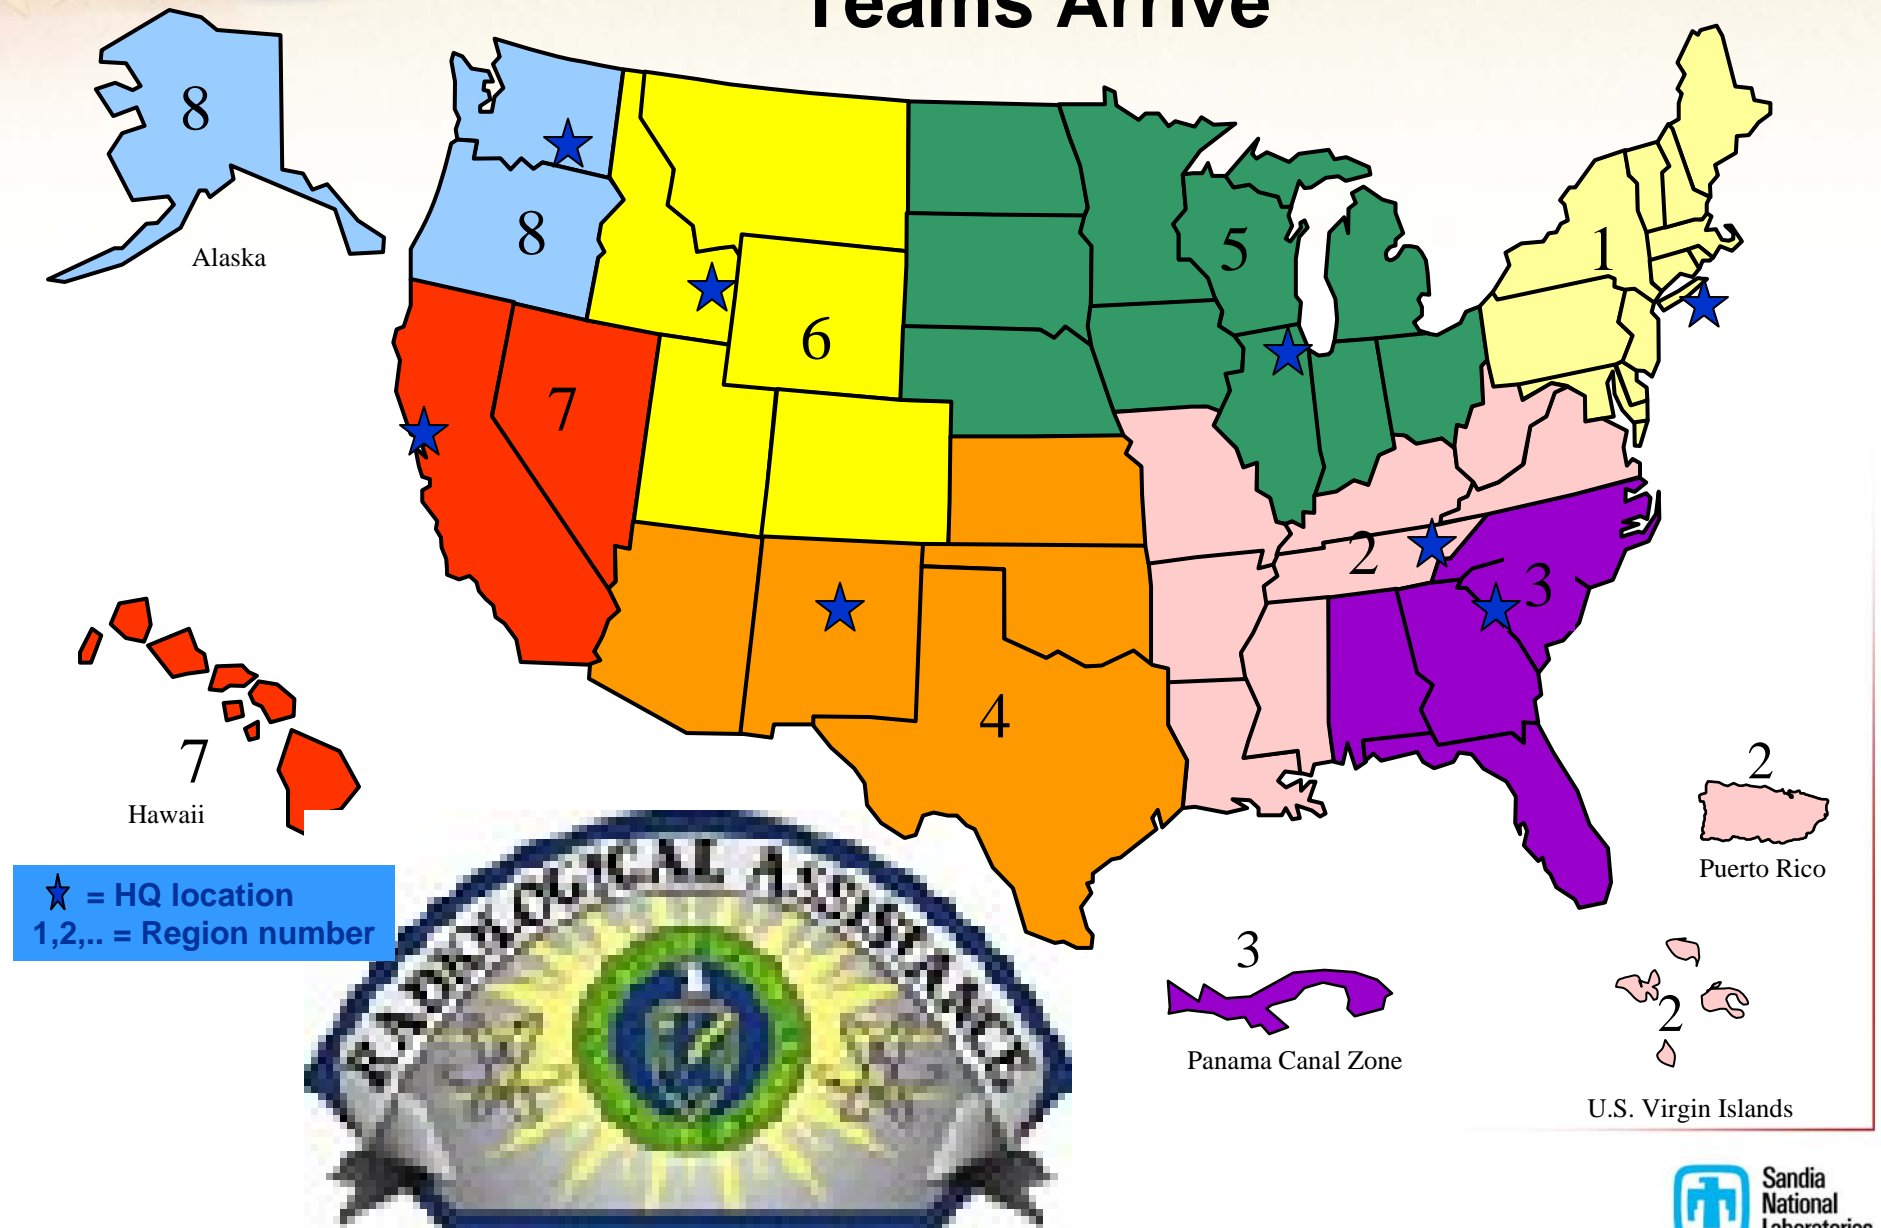 Teams Arrive
8
Alaska
8
5
1
6
7
2
3
4
7
Hawaii
2
Puerto Rico
= HQ location
1,2,.. = Region number
3
Panama Canal Zone
2
U.S. Virgin Islands
RADIOLOGICAL ASSISTANCE
Sandia
National
Laboratories